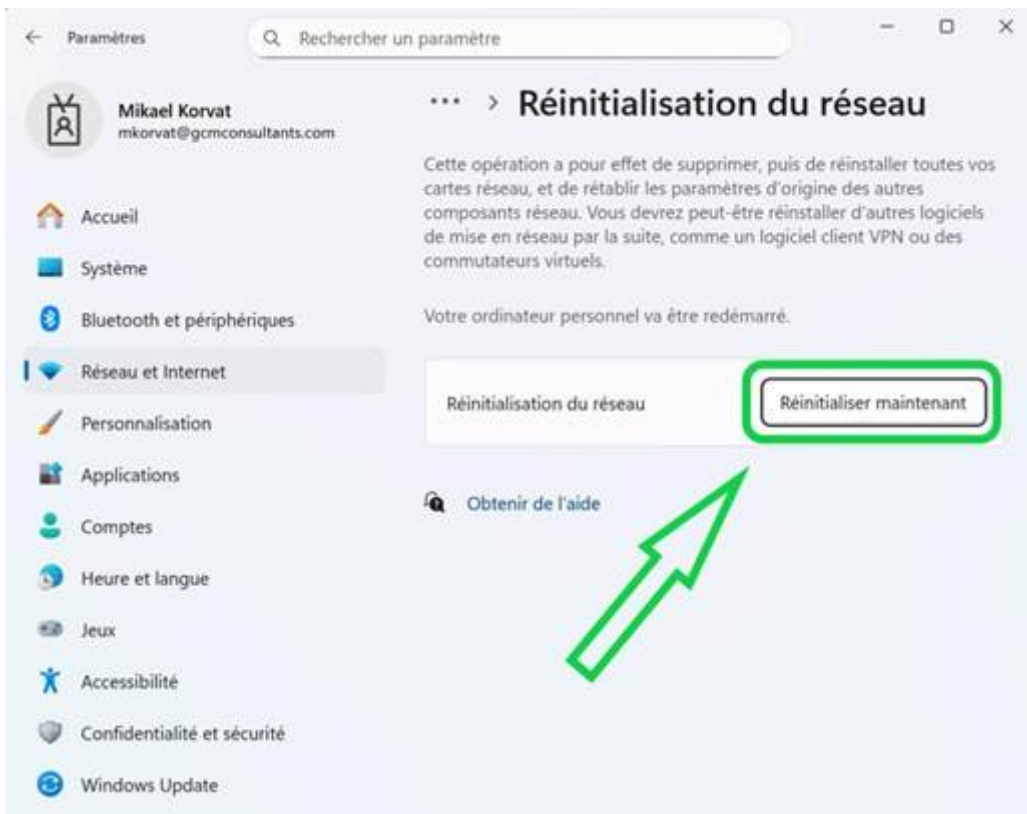 Paramètres
Rechercher un paramètre
Mikael Korvat
mkorvat@gcmconsultants.com
Accueil
Système
Bluetooth et périphériques
Réseau et Internet
Personnalisation
Applications
Comptes
Heure et langue
Jeux
Accessibilité
Confidentialité et sécurité
Windows Update
... > Réinitialisation du réseau
Cette opération a pour effet de supprimer, puis de réinstaller toutes vos
cartes réseau, et de rétablir les paramètres d'origine des autres
composants réseau. Vous devrez peut-être réinstaller d'autres logiciels
de mise en réseau par la suite, comme un logiciel client VPN ou des
commutateurs virtuels.
Votre ordinateur personnel va être redémarré.
Réinitialisation du réseau
Réinitialiser maintenant
Obtenir de l'aide